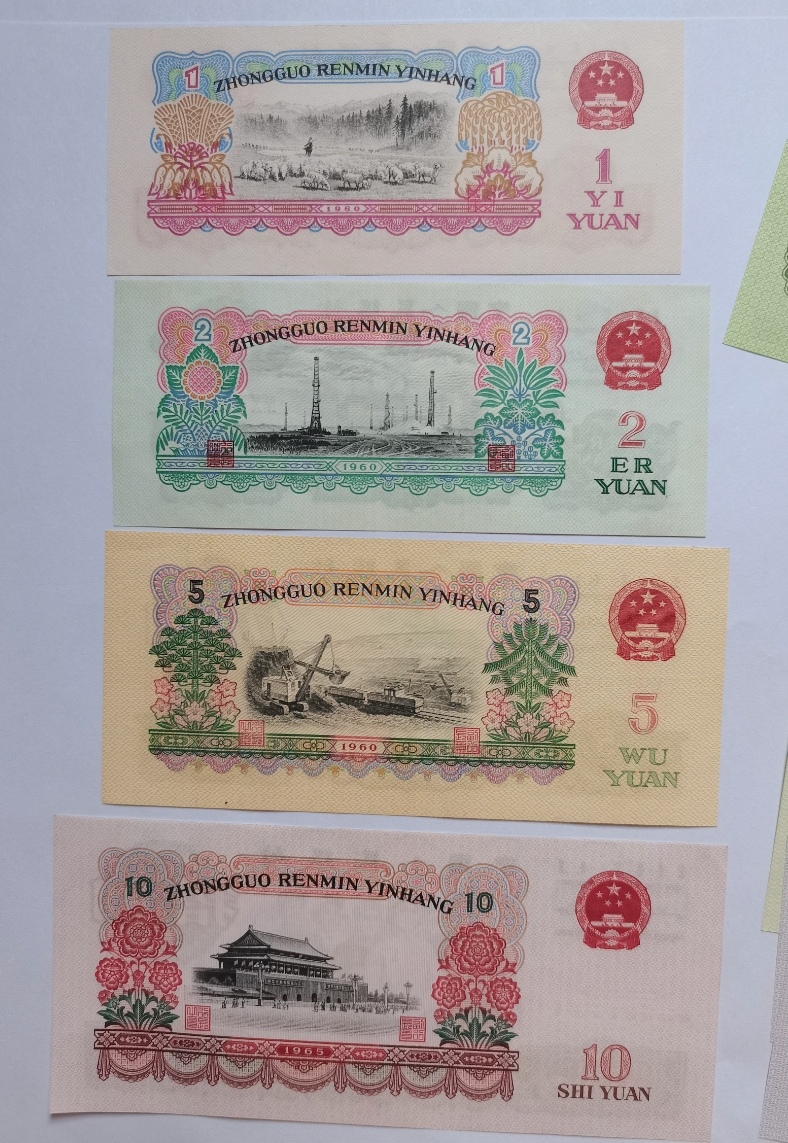 1 ZHONGGUO RENMIN YINHANG 1
1
YI
YUAN
1960
2 ZHONGGUO RENMIN YINHANG 2
2
ER
YUAN
1960
5 ZHONGGUO RENMIN YINHANG 5
5
WU
YUAN
1960
10 ZHONGGUO RENMIN YINHANG 10
1965
10
SHI YUAN